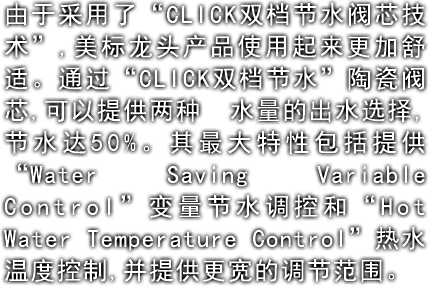 由于采用了“CLICK双档节水阀芯技
术”,美标龙头产品使用起来更加舒
适。通过“CLICK双档节水”陶瓷阀
芯,可以提供两种 水量的出水选择,
节水达50%。其最大特性包括提供
“Water Saving Variable
Control”变量节水调控和“Hot
Water Temperature Control”热水
温度控制,并提供更宽的调节范围。